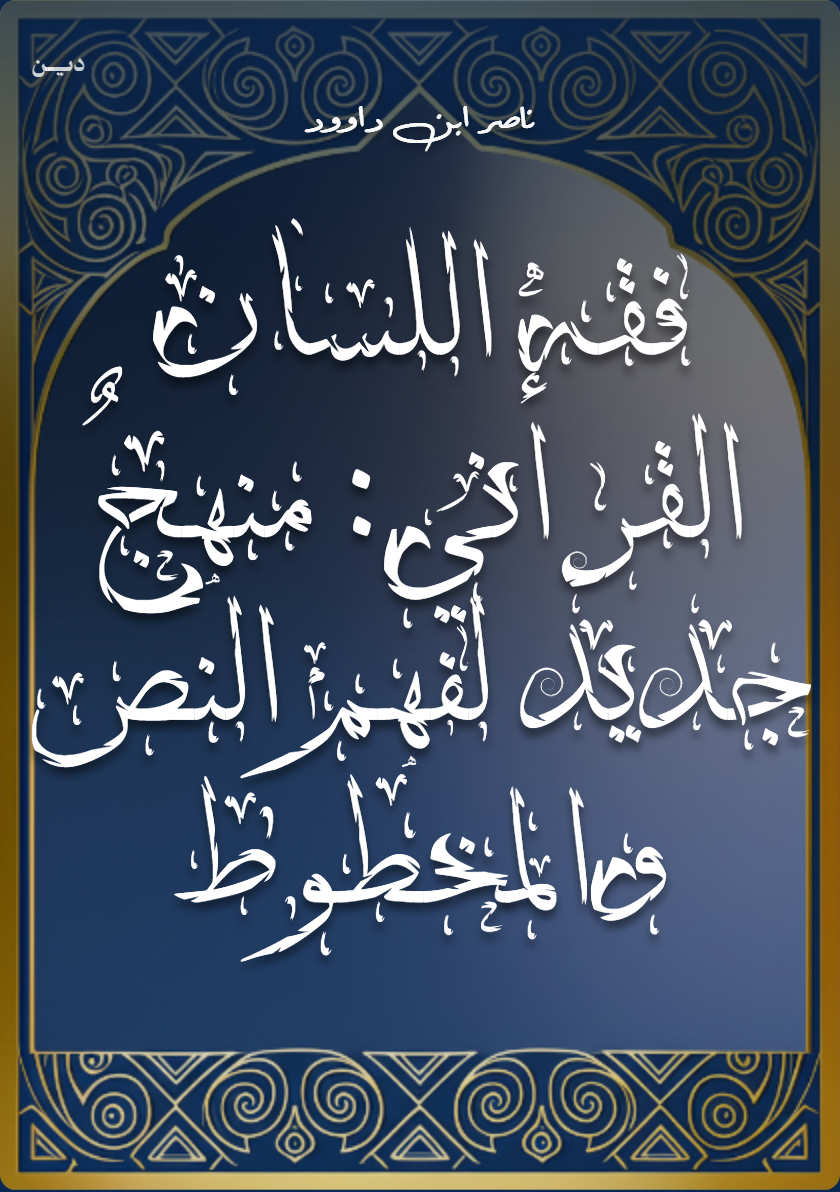 دين
ناصر ابن داوود
فقه اللسان
القرآني: منهج
جديد لفهم النص
والمخطوط